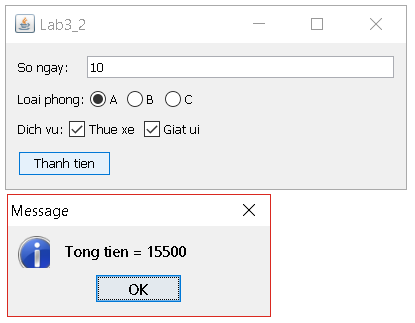 Lab3_2
So ngay: 10
Loai phong: A B C
Dich vu: Thue xe Giat ui
Thanh tien
Message
Tong tien = 15500
OK